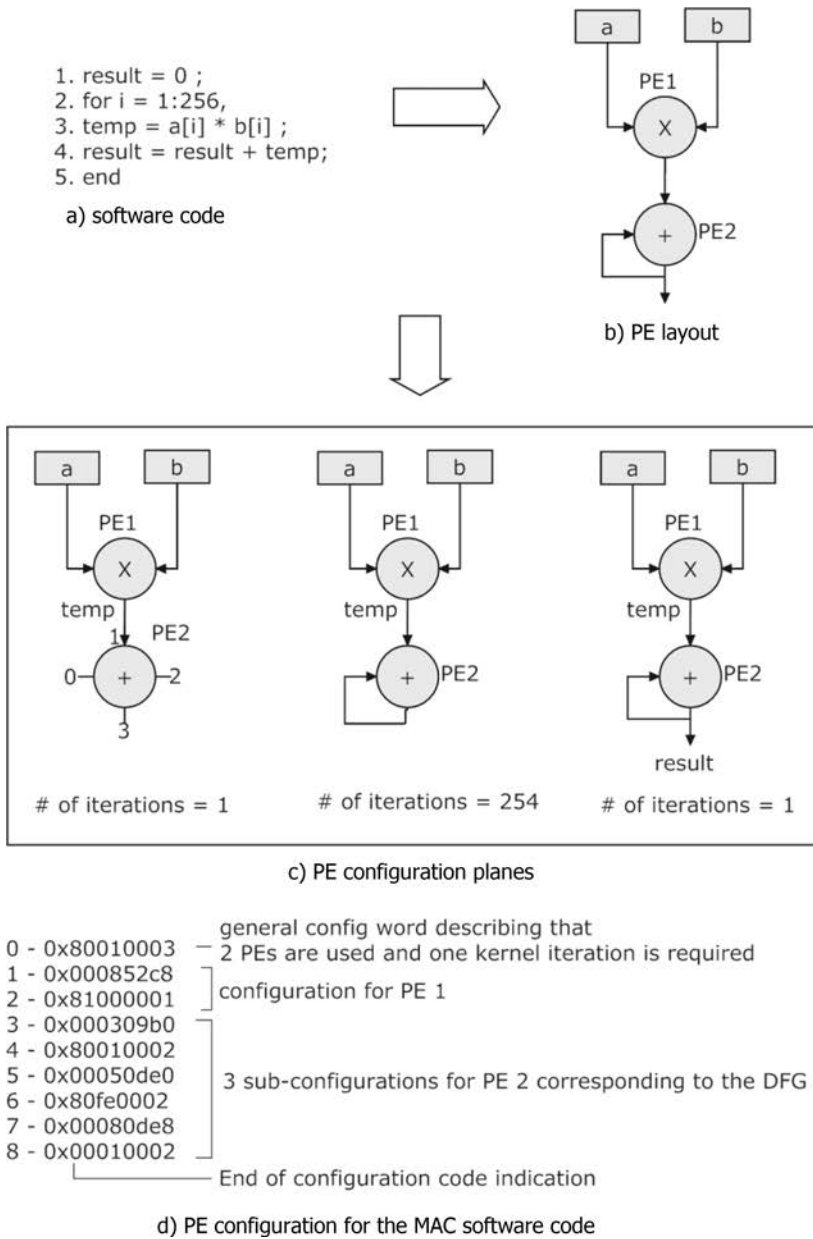 1. result = 0 ;
2. for i = 1:256,
3. temp = a[i] * b[i] ;
4. result = result + temp;
5. end
a) software code
a b
PE1
X
+ PE2
b) PE layout
a b
PE1
X
temp
PE2
1
0 + 2
3
# of iterations = 1
a b
PE1
X
temp
+ PE2
# of iterations = 254
a b
PE1
X
temp
+ PE2
result
# of iterations = 1
c) PE configuration planes
0 - 0x80010003
1 - 0x000852c8
2 - 0x81000001
3 - 0x000309b0
4 - 0x80010002
5 - 0x00050de0
6 - 0x80fe0002
7 - 0x00080de8
8 - 0x00010002
general config word describing that
2 PEs are used and one kernel iteration is required
configuration for PE 1
3 sub-configurations for PE 2 corresponding to the DFG
End of configuration code indication
d) PE configuration for the MAC software code